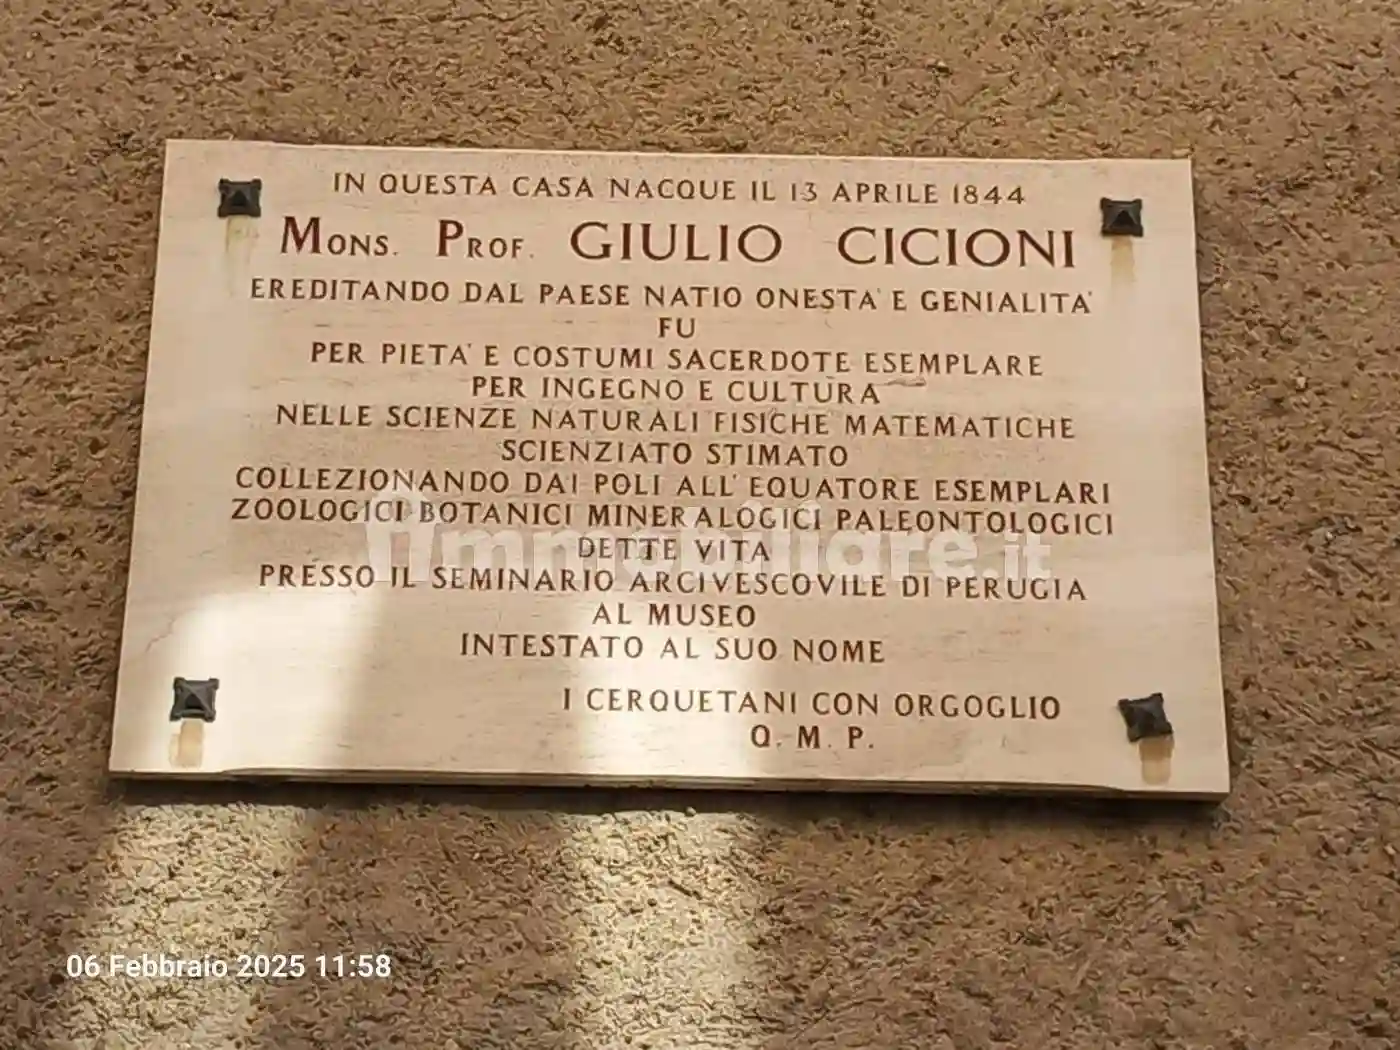 IN QUESTA CASA NACQUE IL 13 APRILE 1844
MONS. PROF. GIULIO CICIONI
EREDITANDO DAL PAESE NATIO ONESTA' E GENIALITA'
FU
PER PIETA' E COSTUMI SACERDOTE ESEMPLARE
PER INGEGNO E CULTURA
NELLE SCIENZE NATURALI FISICHE MATEMATICHE
SCIENZIATO STIMATO
COLLEZIONANDO DAI POLI ALL' EQUATORE ESEMPLARI
ZOOLOGICI BOTANICI MINERALOGICI PALEONTOLOGICI
DETTE VITA
PRESSO IL SEMINARIO ARCIVESCOVILE DI PERUGIA
AL MUSEO
INTESTATO AL SUO NOME
I CERQUETANI CON ORGOGLIO
Q. M. P.
immobiliare.it
06 Febbraio 2025 11:58